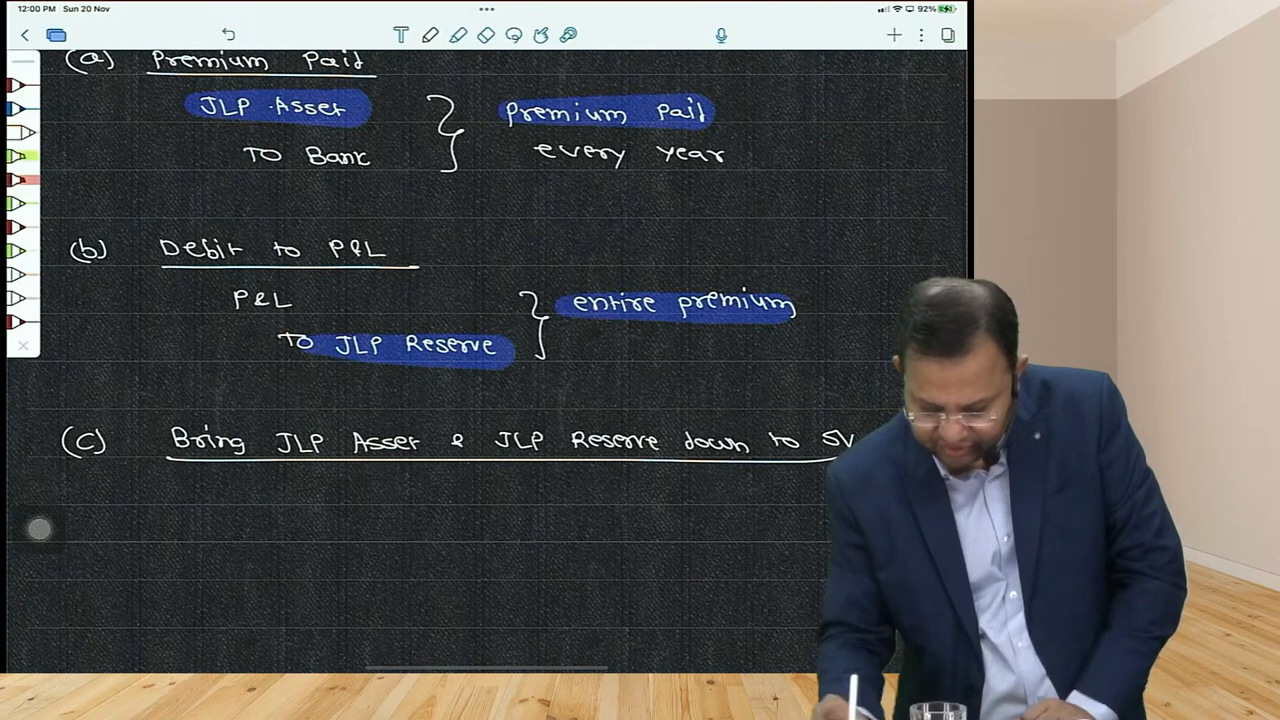 12:00 PM Sun 20 Nov
92%
(a) Premium Paid
JLP Asset
TO Bank
Premium Paid
every year
(b) Debit to P&L
P&L
to JLP Reserve
entire premium
(c) Bring JLP Asset & JLP Reserve down to SV